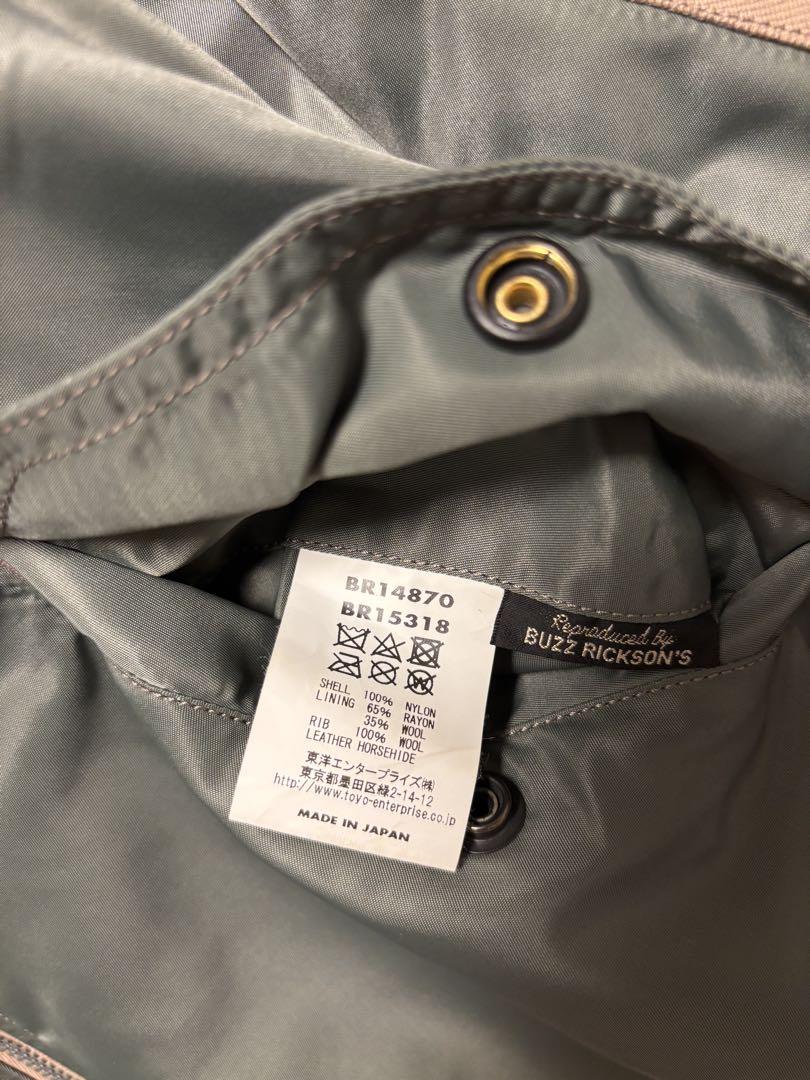 BR14870
BR15318
SHELL 100% NYLON
LINING 65% RAYON
35% WOOL
RIB 100% WOOL
LEATHER HORSEHIDE
東洋エンタープライズ㈱
東京都墨田区緑2-14-12
http://www.toyo-enterprise.co.jp
MADE IN JAPAN
Reproduced By
BUZZ RICKSON'S